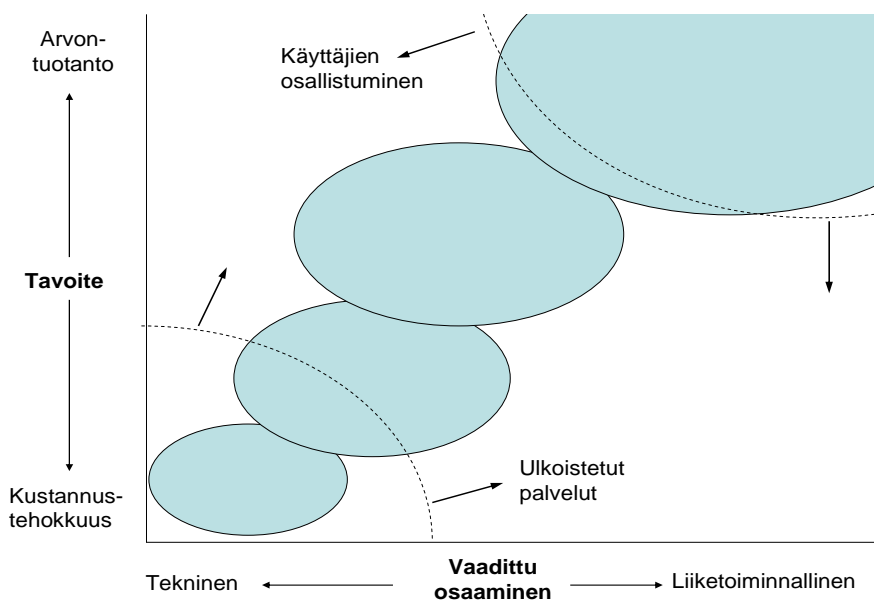 Arvon-
tuotanto
Käyttäjien
osallistuminen
Tavoite
Ulkoistetut
palvelut
Kustannus-
tehokkuus
Tekninen
Vaadittu
osaaminen
Liiketoiminnallinen